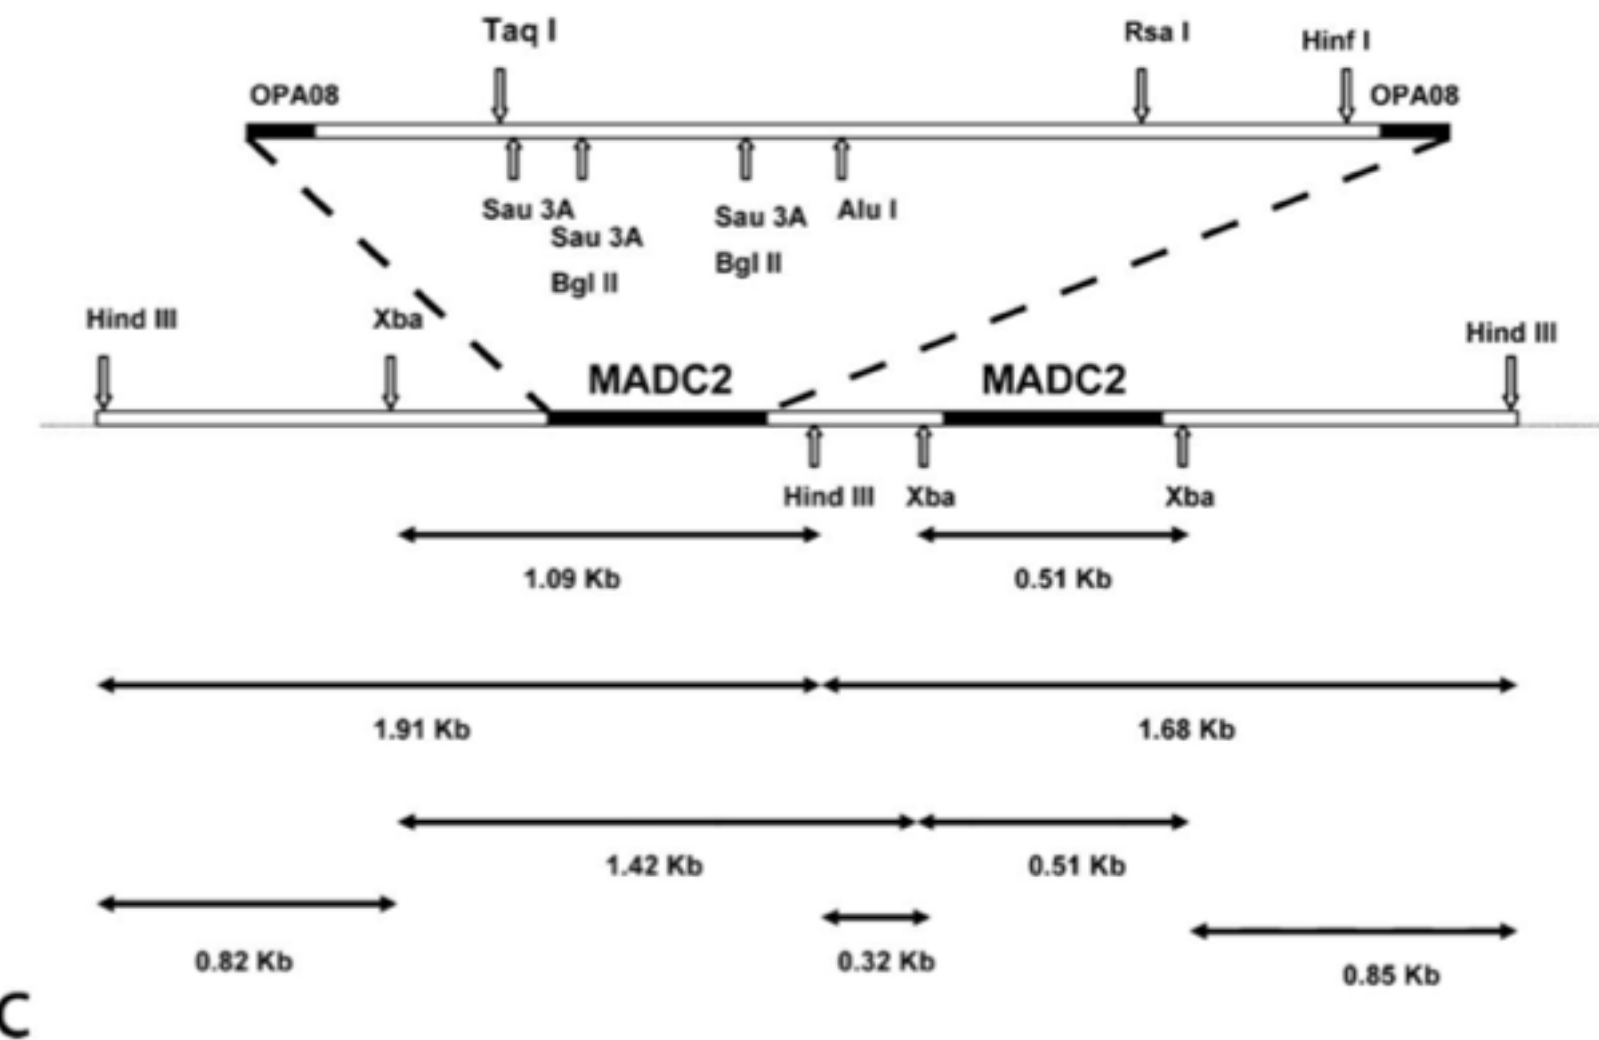 Taq I
Rsa I
Hinf I
OPA08
OPA08
Sau 3A
Sau 3A
Bgl II
Sau 3A
Bgl II
Alu I
Hind III
Xba
Hind III
MADC2
MADC2
Hind III
Xba
Xba
1.09 Kb
0.51 Kb
1.91 Kb
1.68 Kb
1.42 Kb
0.51 Kb
0.82 Kb
0.32 Kb
0.85 Kb
C